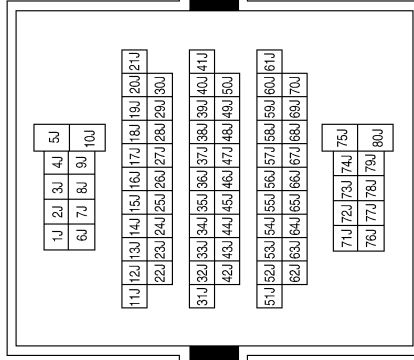 1J 2J 3J 4J 5J
6J 7J 8J 9J 10J
11J 12J 13J 14J 15J 16J 17J 18J 19J 20J 21J
22J 23J 24J 25J 26J 27J 28J 29J 30J
31J 32J 33J 34J 35J 36J 37J 38J 39J 40J 41J
42J 43J 44J 45J 46J 47J 48J 49J 50J
51J 52J 53J 54J 55J 56J 57J 58J 59J 60J 61J
62J 63J 64J 65J 66J 67J 68J 69J 70J
71J 72J 73J 74J 75J
76J 77J 78J 79J 80J